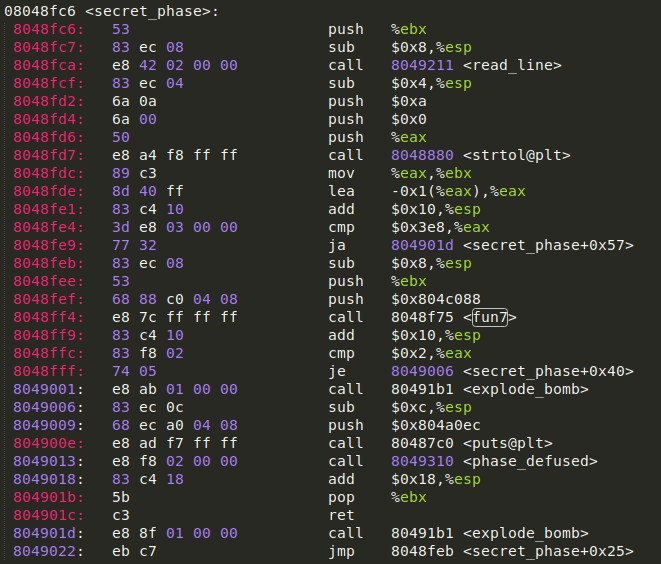 08048fc6 <secret_phase>:
8048fc6: 53 push %ebx
8048fc7: 83 ec 08 sub $0x8,%esp
8048fca: e8 42 02 00 00 call 8049211 <read_line>
8048fcf: 83 ec 04 sub $0x4,%esp
8048fd2: 6a 0a push $0xa
8048fd4: 6a 00 push $0x0
8048fd6: 50 push %eax
8048fd7: e8 a4 f8 ff ff call 8048880 <strtol@plt>
8048fdc: 89 c3 mov %eax,%ebx
8048fde: 8d 40 ff lea -0x1(%eax),%eax
8048fe1: 83 c4 10 add $0x10,%esp
8048fe4: 3d e8 03 00 00 cmp $0x3e8,%eax
8048fe9: 77 32 ja 804901d <secret_phase+0x57>
8048feb: 83 ec 08 sub $0x8,%esp
8048fee: 53 push %ebx
8048fef: 68 88 c0 04 08 push $0x804c088
8048ff4: e8 7c ff ff ff call 8048f75 <fun7>
8048ff9: 83 c4 10 add $0x10,%esp
8048ffc: 83 f8 02 cmp $0x2,%eax
8048fff: 74 05 je 8049006 <secret_phase+0x40>
8049001: e8 ab 01 00 00 call 80491b1 <explode_bomb>
8049006: 83 ec 0c sub $0xc,%esp
8049009: 68 ec a0 04 08 push $0x804a0ec
804900e: e8 ad f7 ff ff call 80487c0 <puts@plt>
8049013: e8 f8 02 00 00 call 8049310 <phase_defused>
8049018: 83 c4 18 add $0x18,%esp
804901b: 5b pop %ebx
804901c: c3 ret
804901d: e8 8f 01 00 00 call 80491b1 <explode_bomb>
8049022: eb c7 jmp 8048feb <secret_phase+0x25>